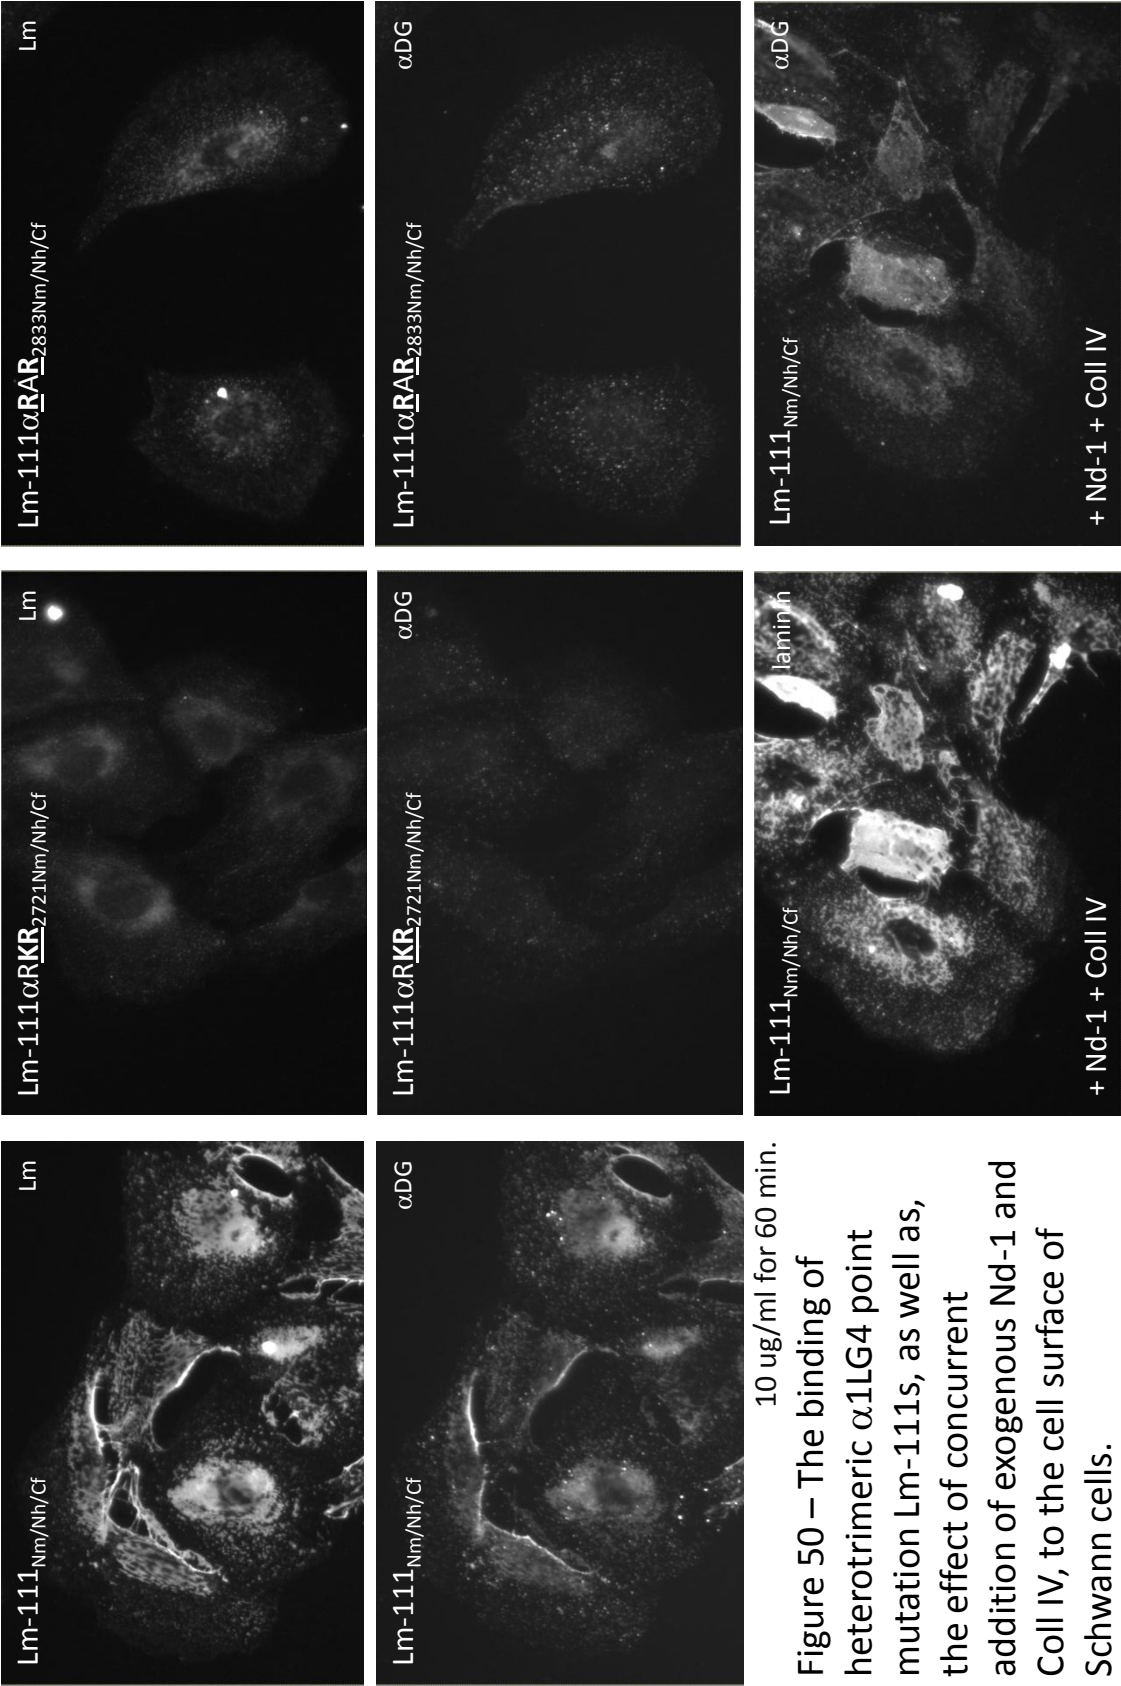 Lm-111Nm/Nh/Cf
Lm
Lm-111αRKR2721Nm/Nh/Cf
Lm
Lm-111αRAR2833Nm/Nh/Cf
Lm
Lm-111Nm/Nh/Cf
αDG
Lm-111αRKR2721Nm/Nh/Cf
αDG
Lm-111αRAR2833Nm/Nh/Cf
αDG
10 ug/ml for 60 min.
Figure 50 – The binding of
heterotrimeric α1LG4 point
mutation Lm-111s, as well as,
the effect of concurrent
addition of exogenous Nd-1 and
Coll IV, to the cell surface of
Schwann cells.
Lm-111Nm/Nh/Cf
laminin
+ Nd-1 + Coll IV
Lm-111Nm/Nh/Cf
αDG
+ Nd-1 + Coll IV